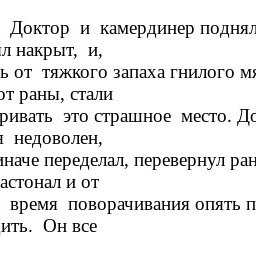 Доктор и камердинер поднял
л накрыт, и,
ь от тяжкого запаха гнилого мя
от раны, стали
ривать это страшное место. До
недоволен,
иначе переделал, перевернул ран
астонал и от
время поворачивания опять п
ить. Он все